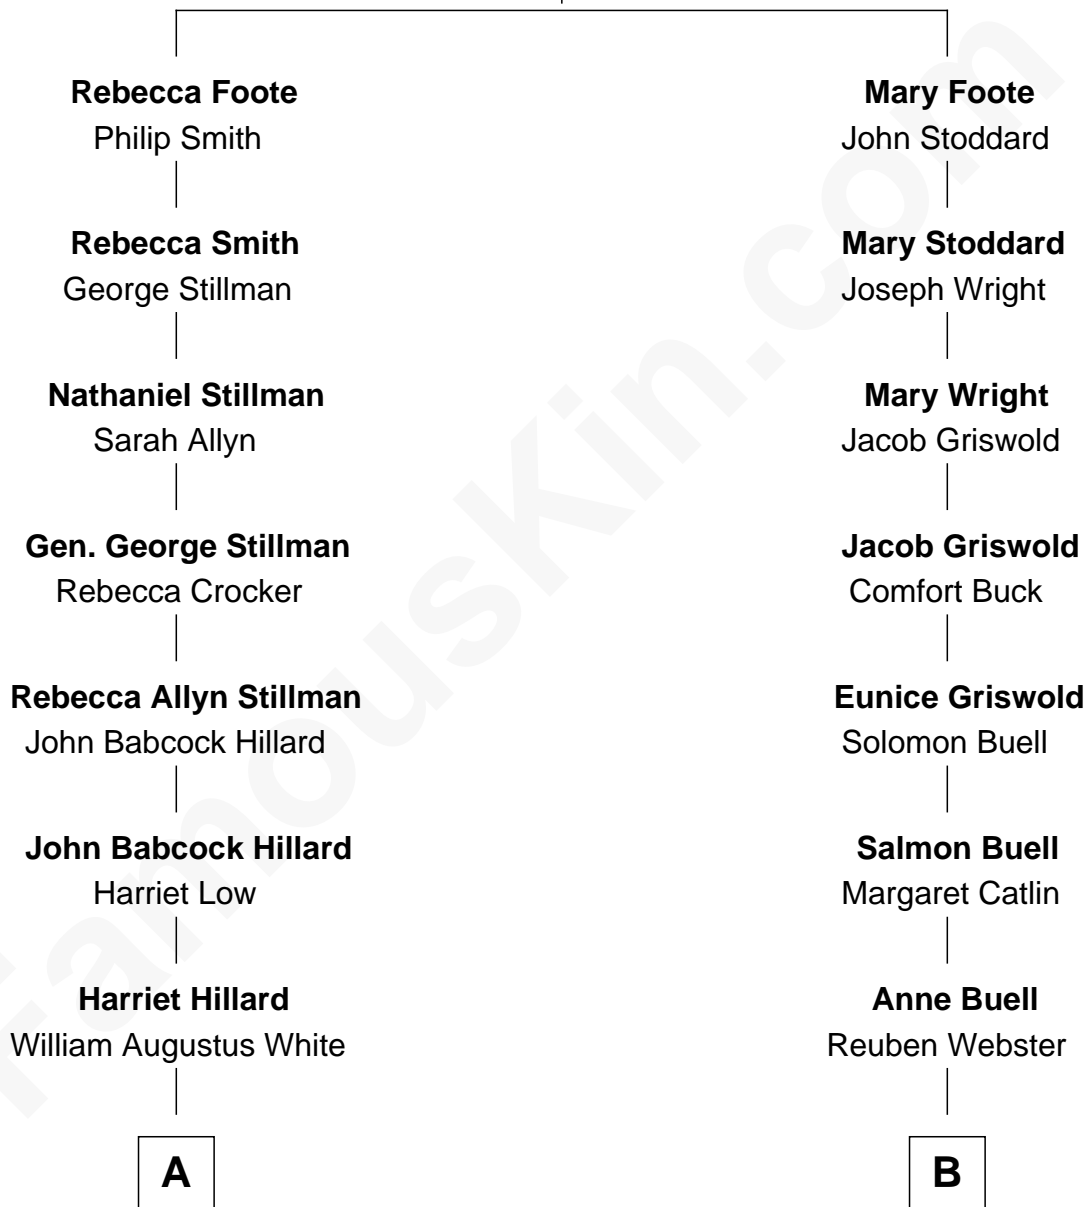 Rebecca Foote
Philip Smith
Mary Foote
John Stoddard
Rebecca Smith
George Stillman
Mary Stoddard
Joseph Wright
Nathaniel Stillman
Sarah Allyn
Mary Wright
Jacob Griswold
Gen. George Stillman
Rebecca Crocker
Jacob Griswold
Comfort Buck
Rebecca Allyn Stillman
John Babcock Hillard
Eunice Griswold
Solomon Buell
John Babcock Hillard
Harriet Low
Salmon Buell
Margaret Catlin
Harriet Hillard
William Augustus White
Anne Buell
Reuben Webster
A
B
FamousKin.com